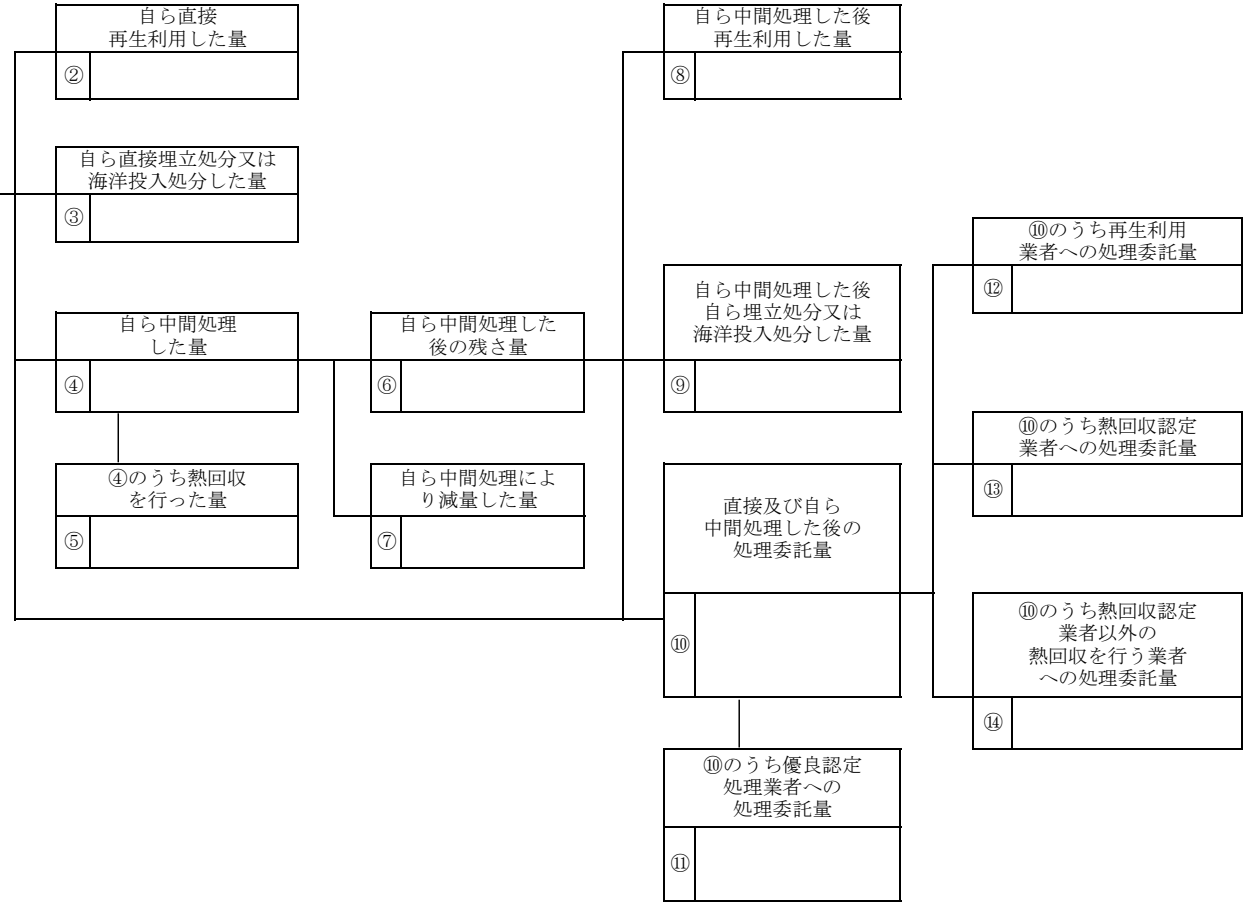 自ら直接
再生利用した量
②
自ら直接埋立処分又は
海洋投入処分した量
③
自ら中間処理
した量
④
④のうち熱回収
を行った量
⑤
自ら中間処理した
後の残さ量
⑥
自ら中間処理によ
り減量した量
⑦
自ら中間処理した後
再生利用した量
⑧
自ら中間処理した後
自ら埋立処分又は
海洋投入処分した量
⑨
直接及び自ら
中間処理した後の
処理委託量
⑩
⑩のうち優良認定
処理業者への
処理委託量
⑪
⑩のうち再生利用
業者への処理委託量
⑫
⑩のうち熱回収認定
業者への処理委託量
⑬
⑩のうち熱回収認定
業者以外の
熱回収を行う業者
への処理委託量
⑭